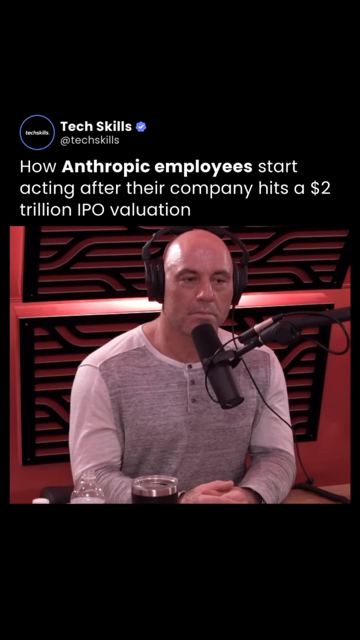 techskills.
Tech Skills
@techskills
How Anthropic employees start
acting after their company hits a $2
trillion IPO valuation